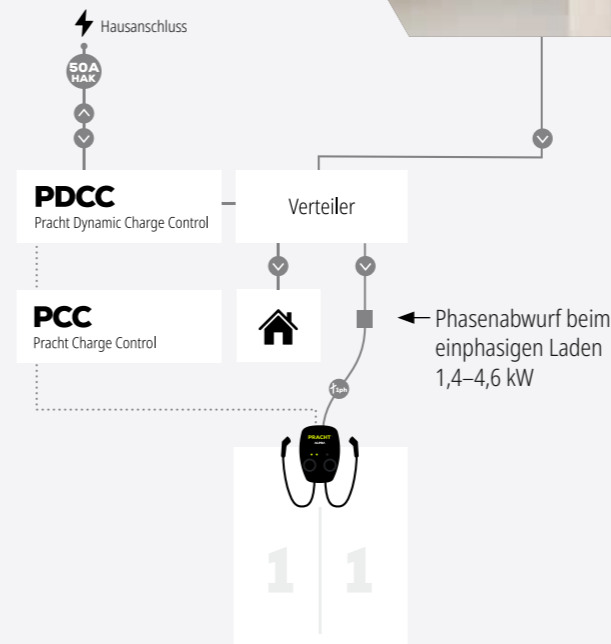 Hausanschluss
50A
HAK
PDCC
Pracht Dynamic Charge Control
Verteiler
PCC
Pracht Charge Control
Phasenabwurf beim
einphasigen Laden
1,4–4,6 kW
1ph
PRACHT
1 1